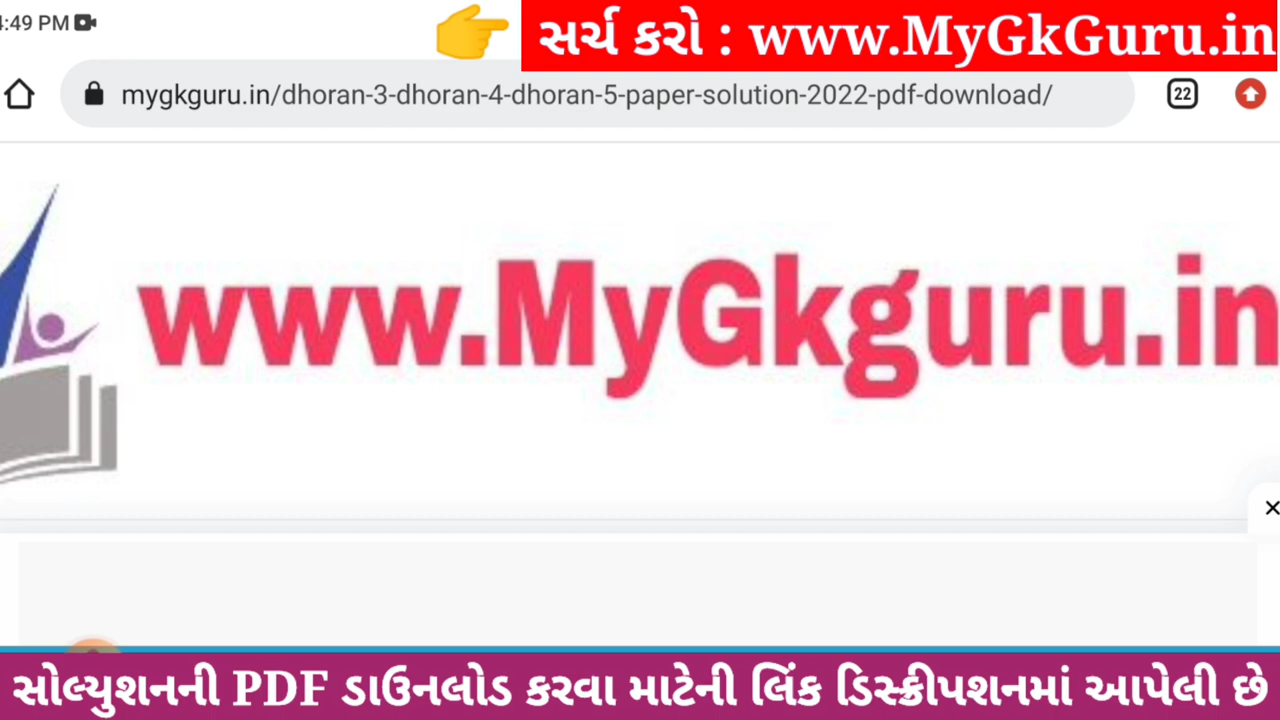 :49 PM
સર્ચ કરો : www.MyGkGuru.in
mygkguru.in/dhoran-3-dhoran-4-dhoran-5-paper-solution-2022-pdf-download/
22
www.MyGkguru.in
સોલ્યુશનની PDF ડાઉનલોડ કરવા માટેની લિંક ડિસ્ક્રીપશનમાં આપેલી છે